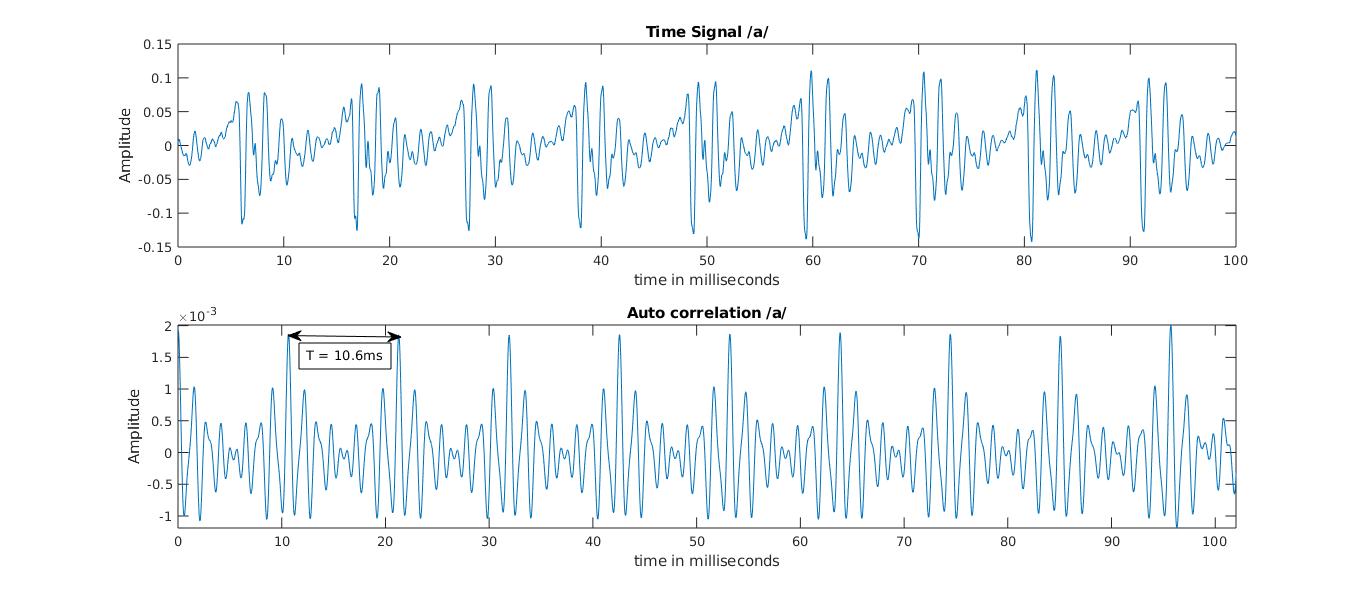 Time Signal /a/
0.15
0.1
0.05
0
-0.05
-0.1
-0.15
Amplitude
0 10 20 30 40 50 60 70 80 90 100
time in milliseconds
Auto correlation /a/
×10-3
2
1.5
1
0.5
0
-0.5
-1
Amplitude
T = 10.6ms
0 10 20 30 40 50 60 70 80 90 100
time in milliseconds